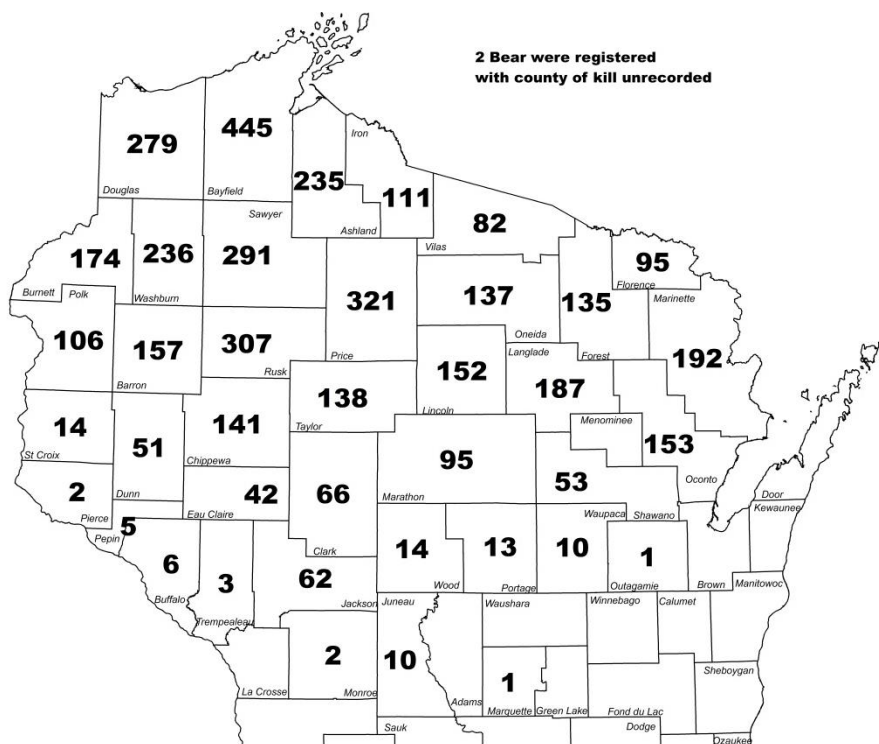 2 Bear were registered
with county of kill unrecorded
Iron
445
279
235
111
Douglas
Bayfield
Sawyer
Ashland
82
Vilas
174
236
291
95
Florence
Burnett
Polk
Washburn
321
137
135
Marinette
106
157
307
Oneida
Langlade
Forest
Price
192
Barron
Rusk
152
187
138
Lincoln
14
51
141
Taylor
Menominee
153
St Croix
Chippewa
95
Oconto
2
Dunn
42
66
53
Door
Marathon
Kewaunee
Pierce
Eau Claire
Waupaca
Shawano
5
Pepin
6
3
Clark
14
13
10
1
62
Wood
Portage
Outagamie
Brown
Manitowoc
Buffalo
Jackson
Juneau
Waushara
Winnebago
Calumet
Trempealeau
2
10
1
Sheboygan
La Crosse
Monroe
Adams
Marquette
Green Lake
Fond du Lac
Sauk
Dodge
Ozaukee